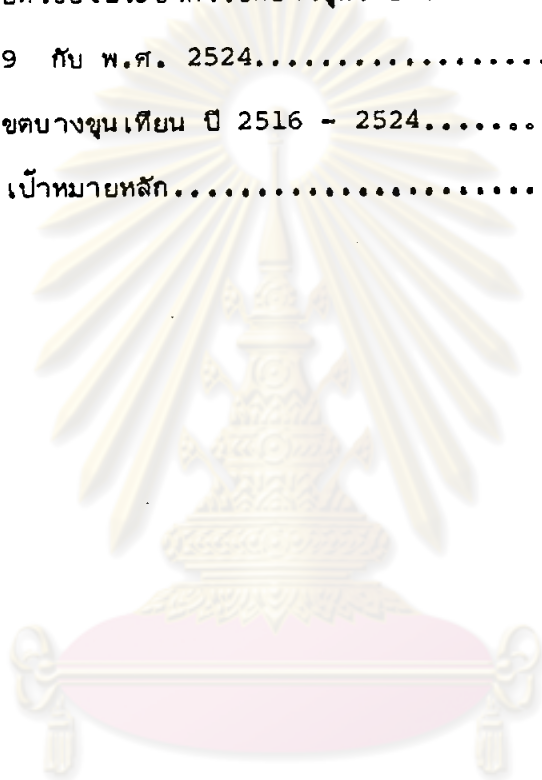 9 กับ พ.ศ. 2524..................
ขตบางขุนเทียน ปี 2516 - 2524.......
เป้าหมายหลัก......................